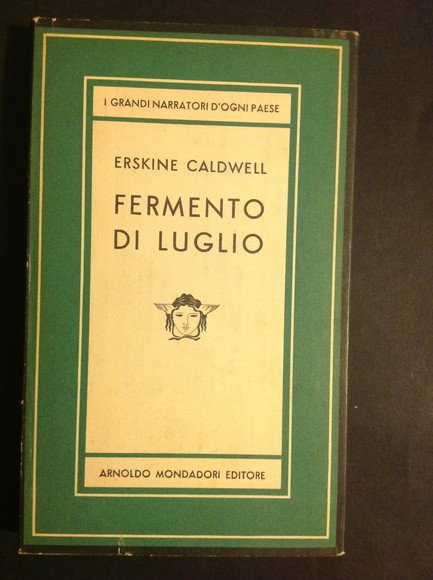 I GRANDI NARRATORI D'OGNI PAESE
ERSKINE CALDWELL
FERMENTO
DI LUGLIO
ARNOLDO MONDADORI EDITORE